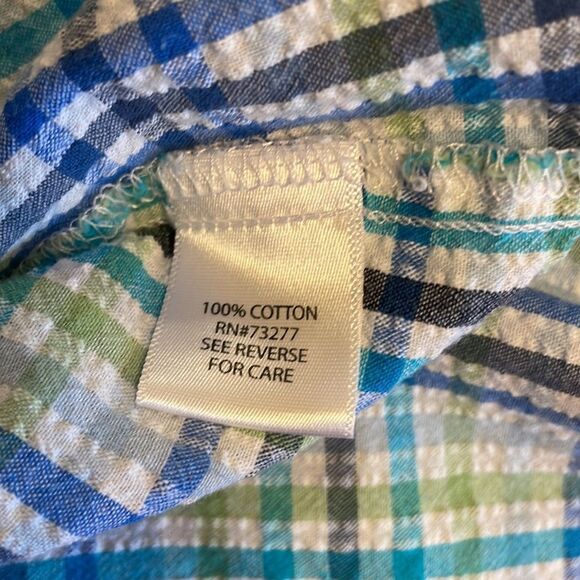 100% COTTON
RN#73277
SEE REVERSE
FOR CARE